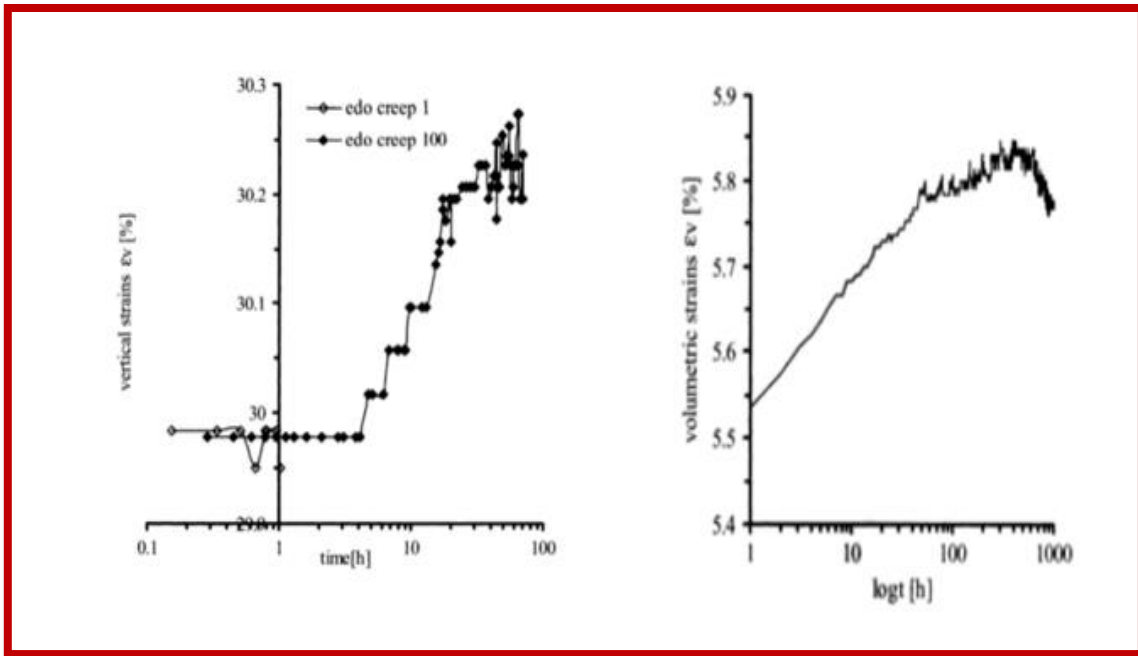 30.3
edo creep 1
edo creep 100
30.2
30.1
30
29.9
vertical strains εv [%]
0.1 1 10 100
time[h]
5.9
5.8
5.7
5.6
5.5
5.4
volumetric strains εv [%]
1 10 100 1000
logt [h]